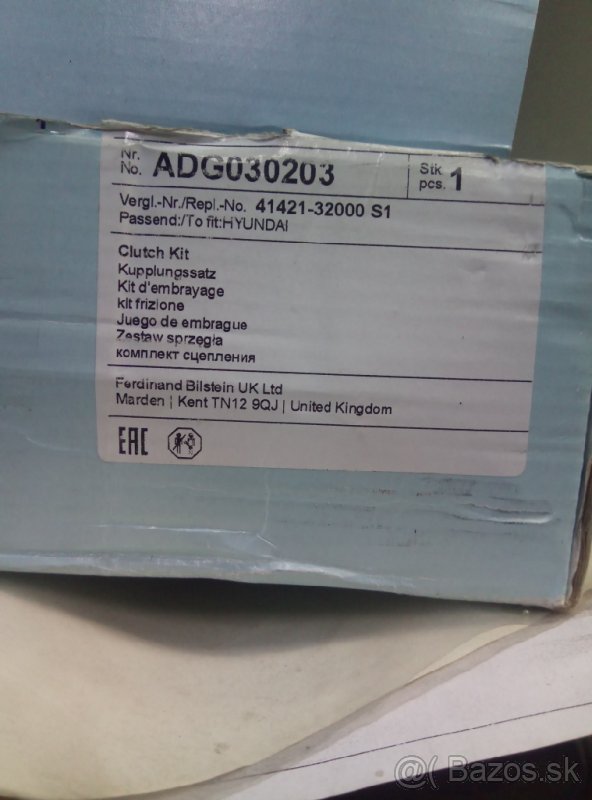 Nr.
No. ADG030203
Stk
pcs. 1
Vergl.-Nr./Repl.-No. 41421-32000 S1
Passend:/To fit:HYUNDAI
Clutch Kit
Kupplungssatz
Kit d'embrayage
kit frizione
Juego de embrague
Zestaw sprzęgła
комплект сцепления
Ferdinand Bilstein UK Ltd
Marden | Kent TN12 9QJ | United Kingdom
EAC
@ Bazos.sk